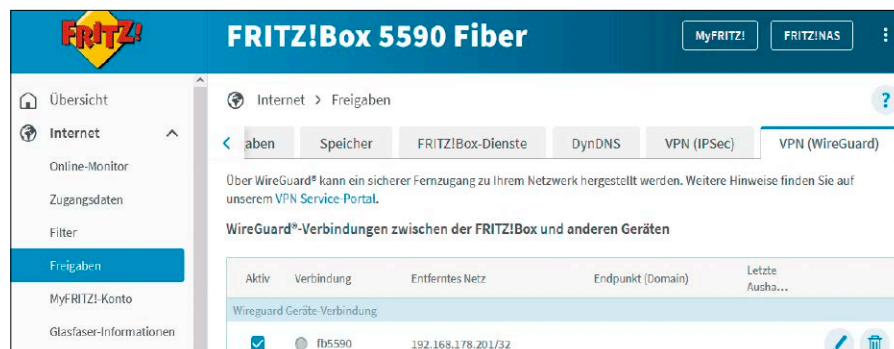 FRITZ!
FRITZ!Box 5590 Fiber
MyFRITZ!
FRITZ!NAS
Übersicht
Internet
Online-Monitor
Zugangsdaten
Filter
Freigaben
MyFRITZ!-Konto
Glasfaser-Informationen
Internet > Freigaben
?
aben Speicher FRITZ!Box-Dienste DynDNS VPN (IPSec) VPN (WireGuard)
Über WireGuard® kann ein sicherer Fernzugang zu Ihrem Netzwerk hergestellt werden. Weitere Hinweise finden Sie auf
unserem VPN Service-Portal.
WireGuard®-Verbindungen zwischen der FRITZ!Box und anderen Geräten
Aktiv Verbindung Entferntes Netz Endpunkt (Domain) Letzte
Ausha...
Wireguard Geräte-Verbindung
fb5590 192.168.178.201/32